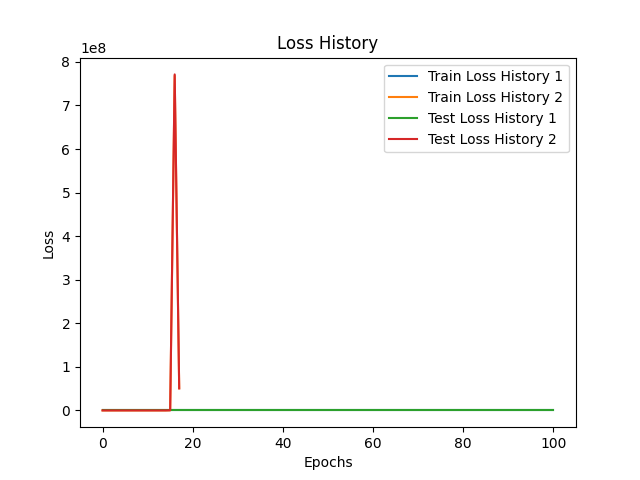 Loss History
1e8
8
7
6
5
4
3
2
1
0
Loss
Train Loss History 1
Train Loss History 2
Test Loss History 1
Test Loss History 2
0 20 40 60 80 100
Epochs